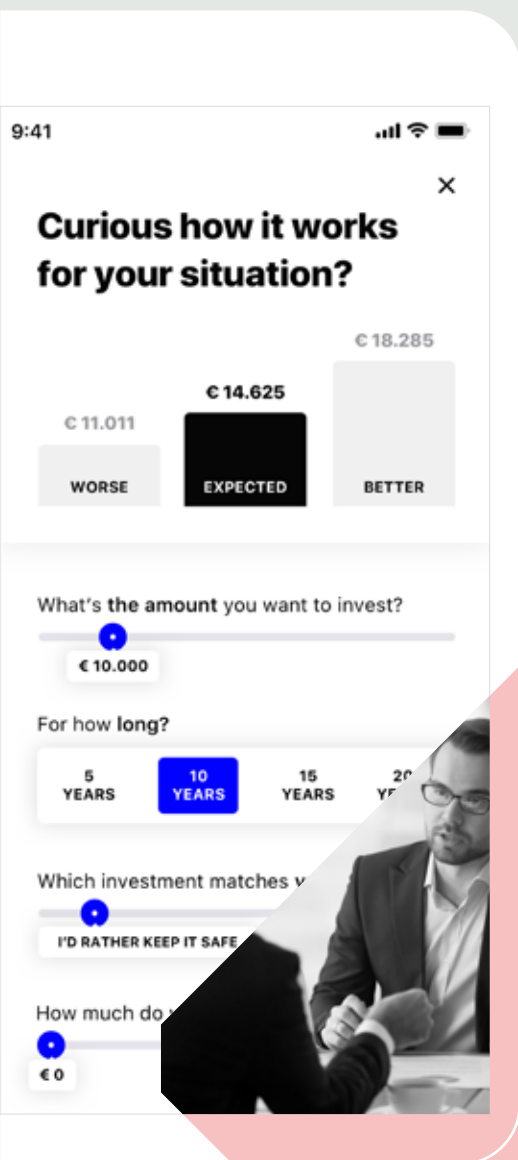 9:41
Curious how it works
for your situation?
€ 18.285
€ 14.625
€ 11.011
WORSE
EXPECTED
BETTER
What's the amount you want to invest?
€ 10.000
For how long?
5
YEARS
10
YEARS
15
YEARS
20
Which investment matches
I'D RATHER KEEP IT SAFE
How much do
€ 0